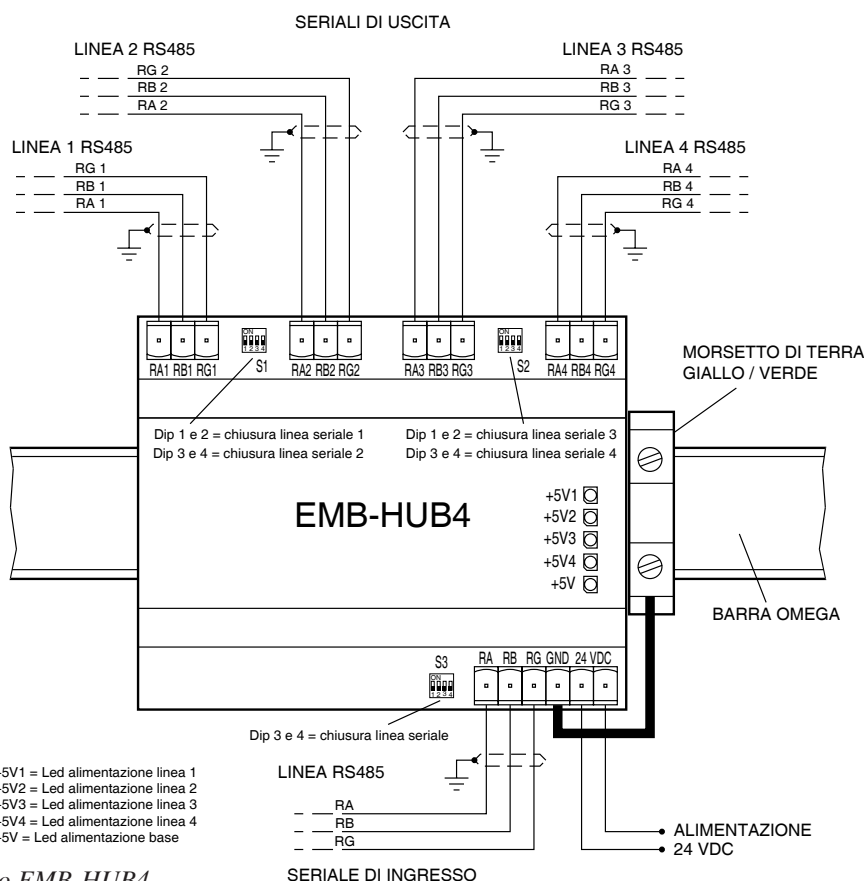 SERIALI DI USCITA
LINEA 2 RS485
LINEA 3 RS485
RG 2
RB 2
RA 2
RA 3
RB 3
RG 3
LINEA 1 RS485
LINEA 4 RS485
RG 1
RB 1
RA 1
RA 4
RB 4
RG 4
ON
1 2 3 4
S1
ON
1 2 3 4
S2
RA1 RB1 RG1
RA2 RB2 RG2
RA3 RB3 RG3
RA4 RB4 RG4
MORSETTO DI TERRA
GIALLO / VERDE
Dip 1 e 2 = chiusura linea seriale 1
Dip 3 e 4 = chiusura linea seriale 2
Dip 1 e 2 = chiusura linea seriale 3
Dip 3 e 4 = chiusura linea seriale 4
EMB-HUB4
+5V1
+5V2
+5V3
+5V4
+5V
BARRA OMEGA
S3
ON
1 2 3 4
RA RB RG GND 24 VDC
Dip 3 e 4 = chiusura linea seriale
LINEA RS485
RA
RB
RG
ALIMENTAZIONE
24 VDC
SERIALE DI INGRESSO
+5V1 = Led alimentazione linea 1
+5V2 = Led alimentazione linea 2
+5V3 = Led alimentazione linea 3
+5V4 = Led alimentazione linea 4
+5V = Led alimentazione base
EMB-HUB4